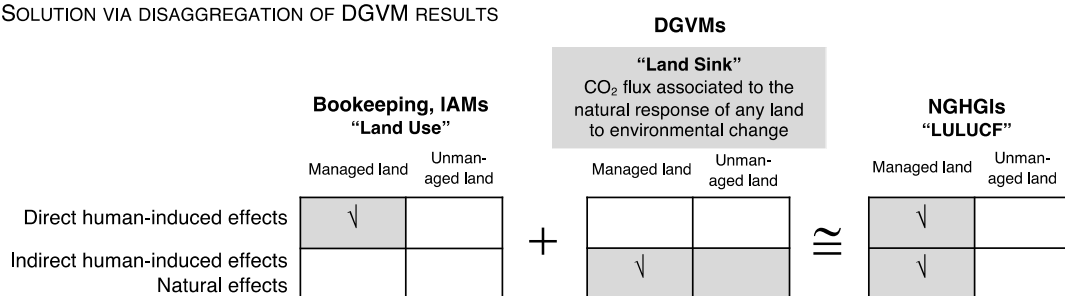 SOLUTION VIA DISAGGREGATION OF DGVM RESULTS
DGVMs
“Land Sink”
CO₂ flux associated to the
natural response of any land
to environmental change
Bookeeping, IAMs
“Land Use”
NGHGIs
“LULUCF”
Managed land
Unman-
aged land
Managed land
Unman-
aged land
Managed land
Unman-
aged land
Direct human-induced effects
√
+
≅
√
Indirect human-induced effects
√
√
Natural effects